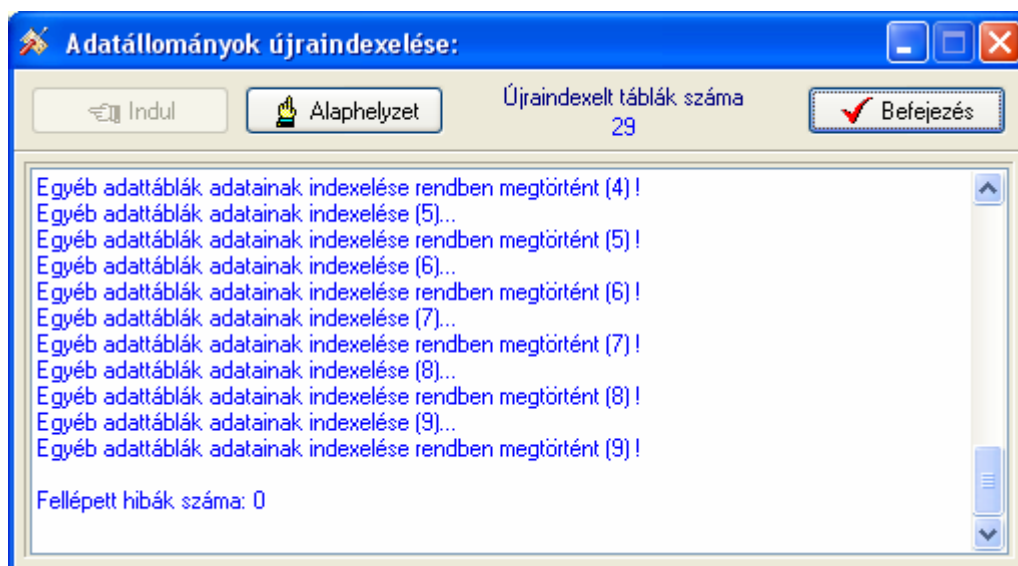 Adatállományok újraindexelése:
Indul
Alaphelyzet
Újraindexelt táblák száma
29
Befejezés
Egyéb adattáblák adatainak indexelése rendben megtörtént (4) !
Egyéb adattáblák adatainak indexelése (5)...
Egyéb adattáblák adatainak indexelése rendben megtörtént (5) !
Egyéb adattáblák adatainak indexelése (6)...
Egyéb adattáblák adatainak indexelése rendben megtörtént (6) !
Egyéb adattáblák adatainak indexelése (7)...
Egyéb adattáblák adatainak indexelése rendben megtörtént (7) !
Egyéb adattáblák adatainak indexelése (8)...
Egyéb adattáblák adatainak indexelése rendben megtörtént (8) !
Egyéb adattáblák adatainak indexelése (9)...
Egyéb adattáblák adatainak indexelése rendben megtörtént (9) !
Fellépett hibák száma: 0